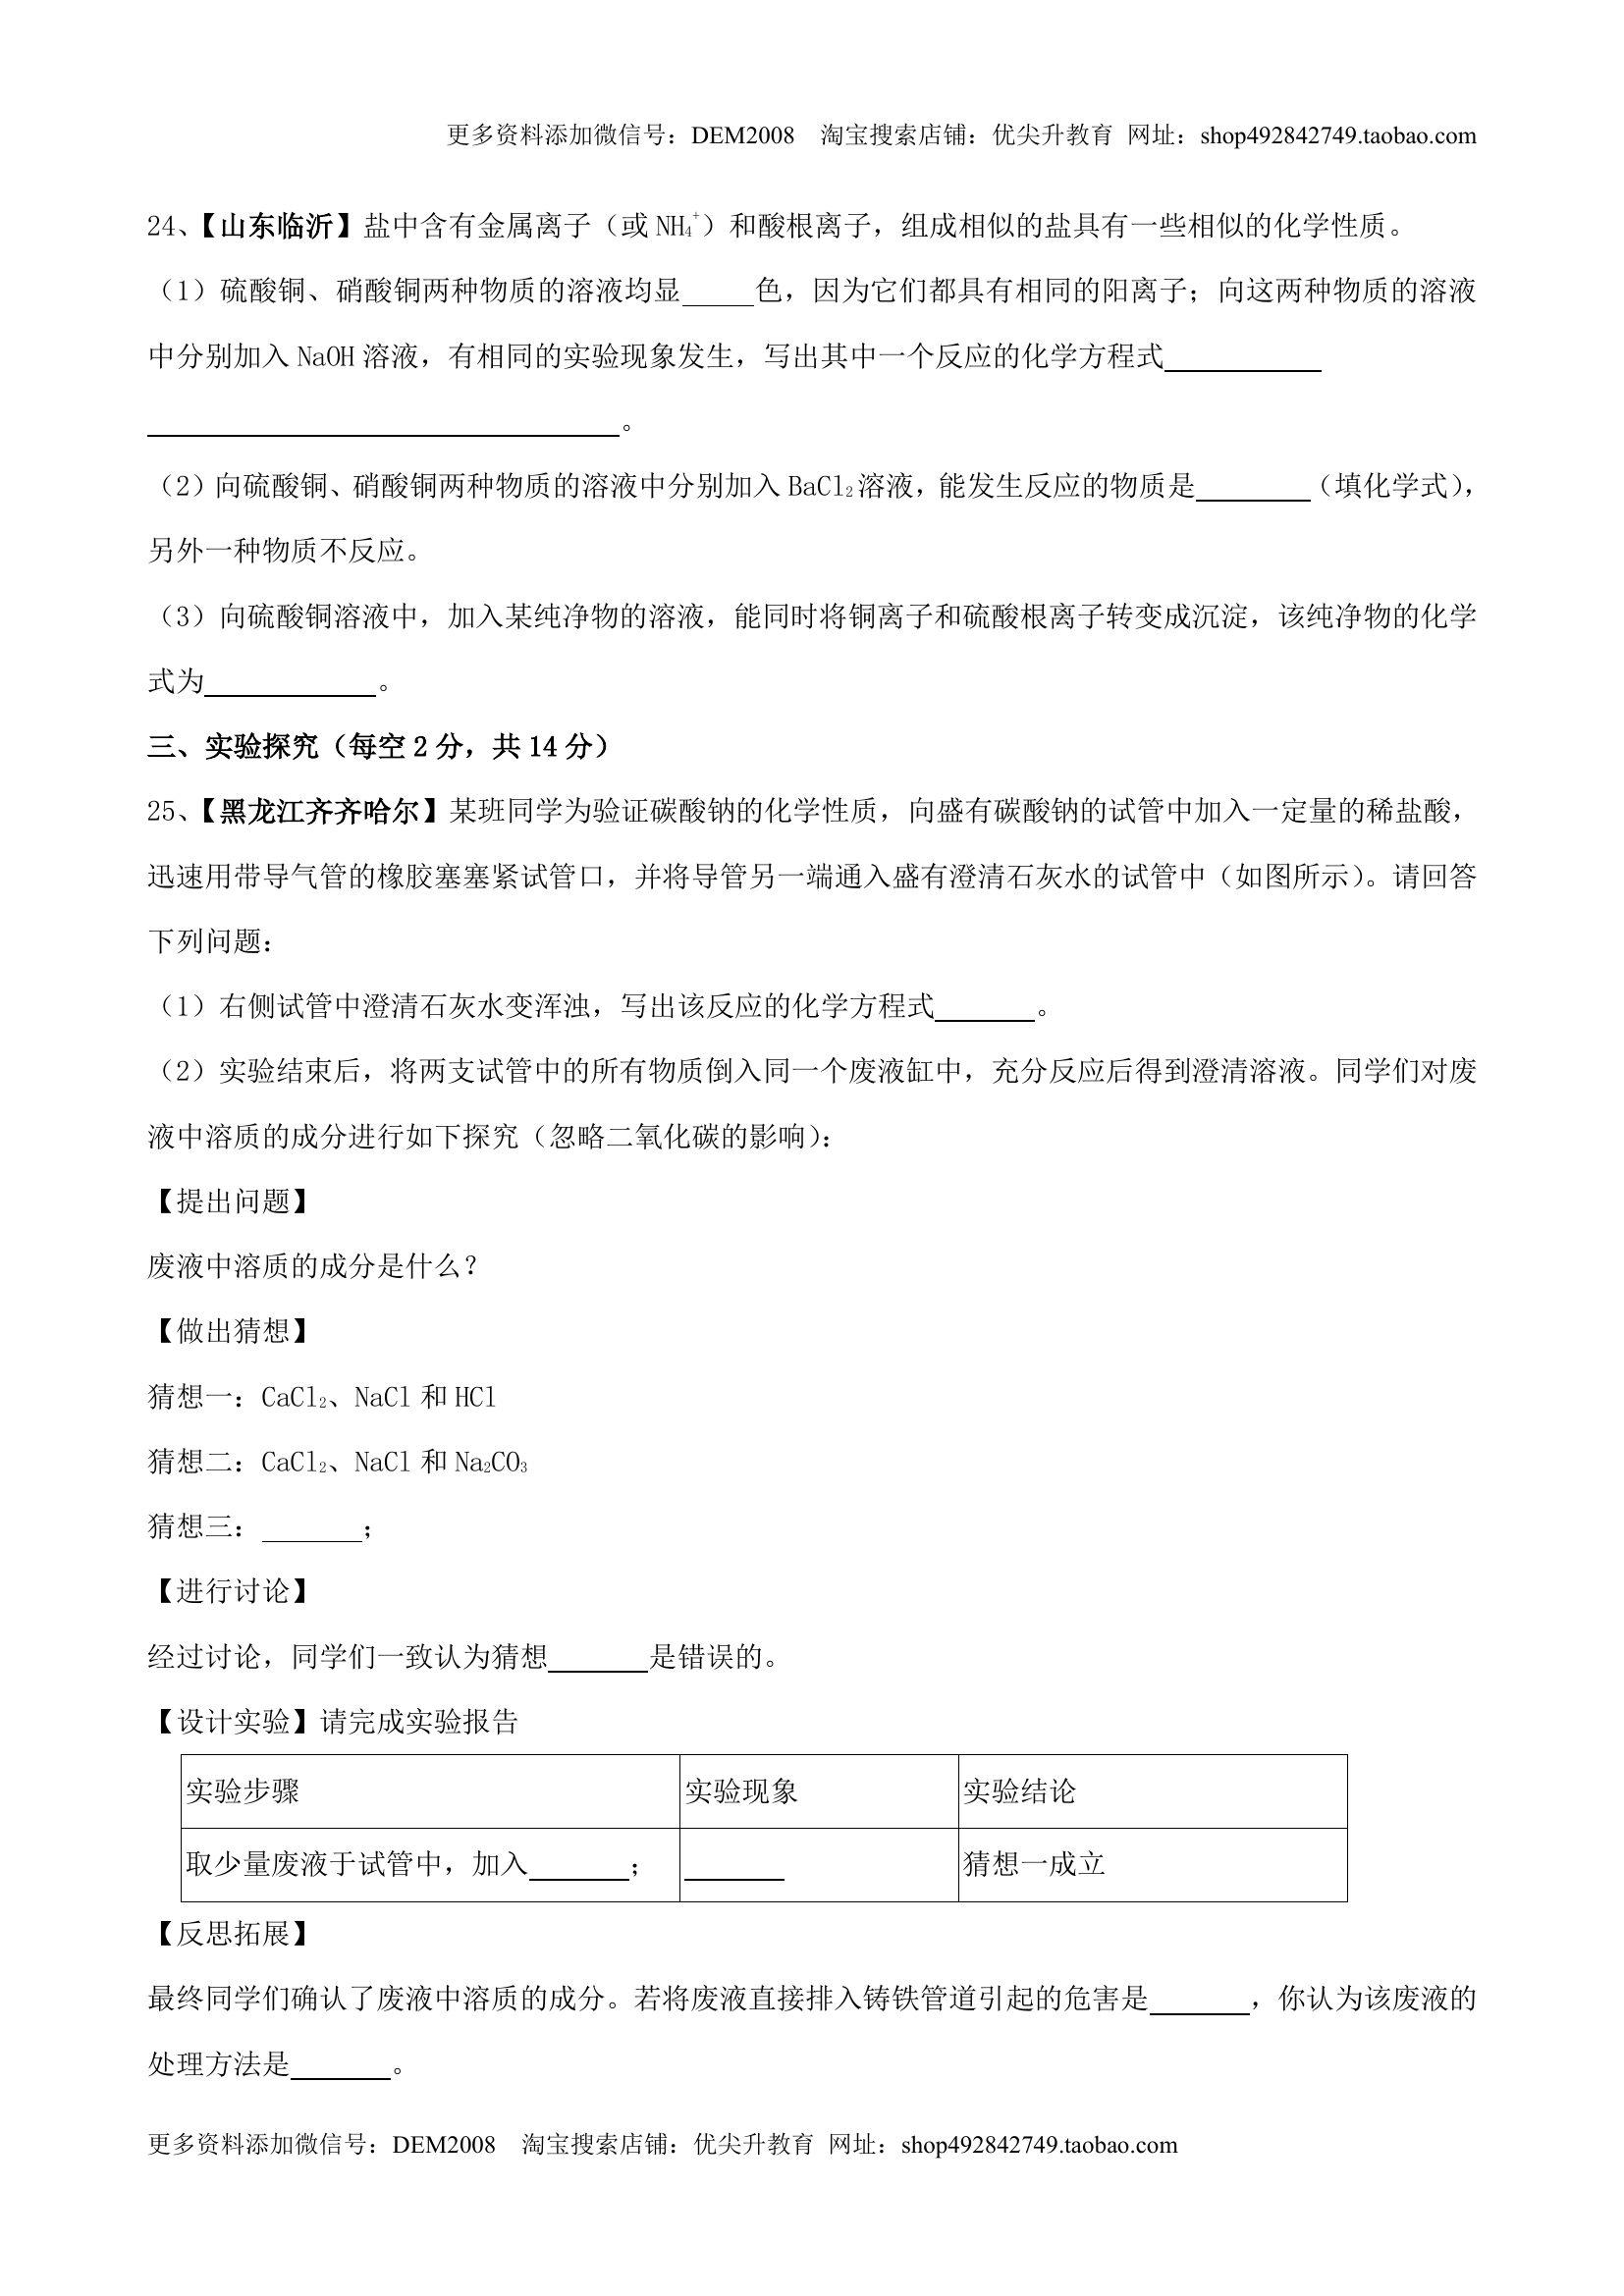 更多资料添加微信号：DEM2008　淘宝搜索店铺：优尖升教育 网址：shop492842749.taobao.com
24、【山东临沂】盐中含有金属离子（或 NH₄⁺）和酸根离子，组成相似的盐具有一些相似的化学性质。
（1）硫酸铜、硝酸铜两种物质的溶液均显_____色，因为它们都具有相同的阳离子；向这两种物质的溶液
中分别加入 NaOH 溶液，有相同的实验现象发生，写出其中一个反应的化学方程式___________
_________________________________。
（2）向硫酸铜、硝酸铜两种物质的溶液中分别加入 BaCl₂ 溶液，能发生反应的物质是________（填化学式），
另外一种物质不反应。
（3）向硫酸铜溶液中，加入某纯净物的溶液，能同时将铜离子和硫酸根离子转变成沉淀，该纯净物的化学
式为____________。
三、实验探究（每空 2 分，共 14 分）
25、【黑龙江齐齐哈尔】某班同学为验证碳酸钠的化学性质，向盛有碳酸钠的试管中加入一定量的稀盐酸，
迅速用带导气管的橡胶塞塞紧试管口，并将导管另一端通入盛有澄清石灰水的试管中（如图所示）。请回答
下列问题：
（1）右侧试管中澄清石灰水变浑浊，写出该反应的化学方程式_______。
（2）实验结束后，将两支试管中的所有物质倒入同一个废液缸中，充分反应后得到澄清溶液。同学们对废
液中溶质的成分进行如下探究（忽略二氧化碳的影响）：
【提出问题】
废液中溶质的成分是什么？
【做出猜想】
猜想一：CaCl₂、NaCl 和 HCl
猜想二：CaCl₂、NaCl 和 Na₂CO₃
猜想三：_______；
【进行讨论】
经过讨论，同学们一致认为猜想_______是错误的。
【设计实验】请完成实验报告
实验步骤 实验现象 实验结论
取少量废液于试管中，加入_______； _______ 猜想一成立
【反思拓展】
最终同学们确认了废液中溶质的成分。若将废液直接排入铸铁管道引起的危害是_______，你认为该废液的
处理方法是_______。
更多资料添加微信号：DEM2008　淘宝搜索店铺：优尖升教育 网址：shop492842749.taobao.com